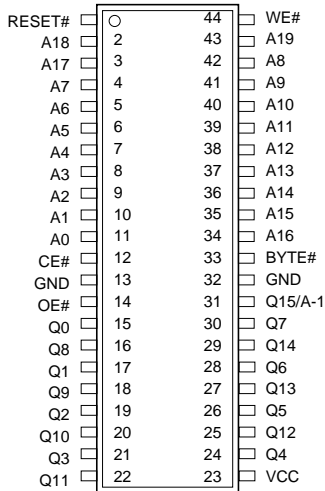 RESET# 44 WE#
A18 2 43 A19
A17 3 42 A8
A7 4 41 A9
A6 5 40 A10
A5 6 39 A11
A4 7 38 A12
A3 8 37 A13
A2 9 36 A14
A1 10 35 A15
A0 11 34 A16
CE# 12 33 BYTE#
GND 13 32 GND
OE# 14 31 Q15/A-1
Q0 15 30 Q7
Q8 16 29 Q14
Q1 17 28 Q6
Q9 18 27 Q13
Q2 19 26 Q5
Q10 20 25 Q12
Q3 21 24 Q4
Q11 22 23 VCC